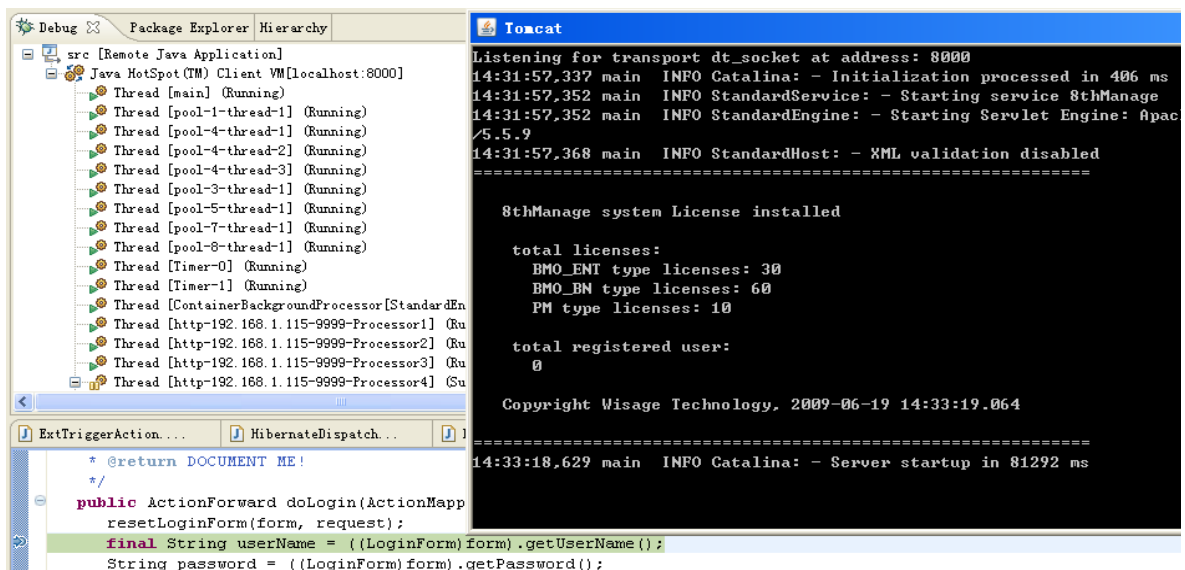 Debug
Package Explorer
Hierarchy
src [Remote Java Application]
Java HotSpot(TM) Client VM[localhost:8000]
Thread [main] (Running)
Thread [pool-1-thread-1] (Running)
Thread [pool-4-thread-1] (Running)
Thread [pool-4-thread-2] (Running)
Thread [pool-4-thread-3] (Running)
Thread [pool-3-thread-1] (Running)
Thread [pool-5-thread-1] (Running)
Thread [pool-7-thread-1] (Running)
Thread [pool-8-thread-1] (Running)
Thread [Timer-0] (Running)
Thread [Timer-1] (Running)
Thread [ContainerBackgroundProcessor[StandardEn
Thread [http-192.168.1.115-9999-Processor1] (Ru
Thread [http-192.168.1.115-9999-Processor2] (Ru
Thread [http-192.168.1.115-9999-Processor3] (Ru
Thread [http-192.168.1.115-9999-Processor4] (Su
ExtTriggerAction....
HibernateDispatch...
* @return DOCUMENT ME!
*/
public ActionForward doLogin(ActionMapp
resetLoginForm(form, request);
final String userName = ((LoginForm)form).getUserName();
String password = ((LoginForm)form).getPassword();
Tomcat
Listening for transport dt_socket at address: 8000
14:31:57,337 main  INFO Catalina: - Initialization processed in 406 ms
14:31:57,352 main  INFO StandardService: - Starting service 8thManage
14:31:57,352 main  INFO StandardEngine: - Starting Servlet Engine: Apac
/5.5.9
14:31:57,368 main  INFO StandardHost: - XML validation disabled
==============================================================
8thManage system License installed
total licenses:
BMO_ENT type licenses: 30
BMO_BN type licenses: 60
PM type licenses: 10
total registered user:
0
Copyright Wisage Technology, 2009-06-19 14:33:19.064
==============================================================
14:33:18,629 main  INFO Catalina: - Server startup in 81292 ms